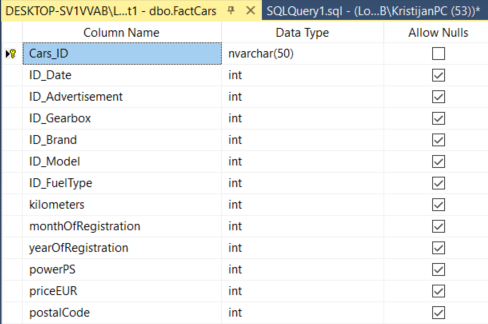 DESKTOP-SV1VVAB\L...t1 - dbo.FactCars SQLQuery1.sql - (Lo...B\KristijanPC (53))*
Column Name Data Type Allow Nulls
Cars_ID nvarchar(50)
ID_Date int
ID_Advertisement int
ID_Gearbox int
ID_Brand int
ID_Model int
ID_FuelType int
kilometers int
monthOfRegistration int
yearOfRegistration int
powerPS int
priceEUR int
postalCode int